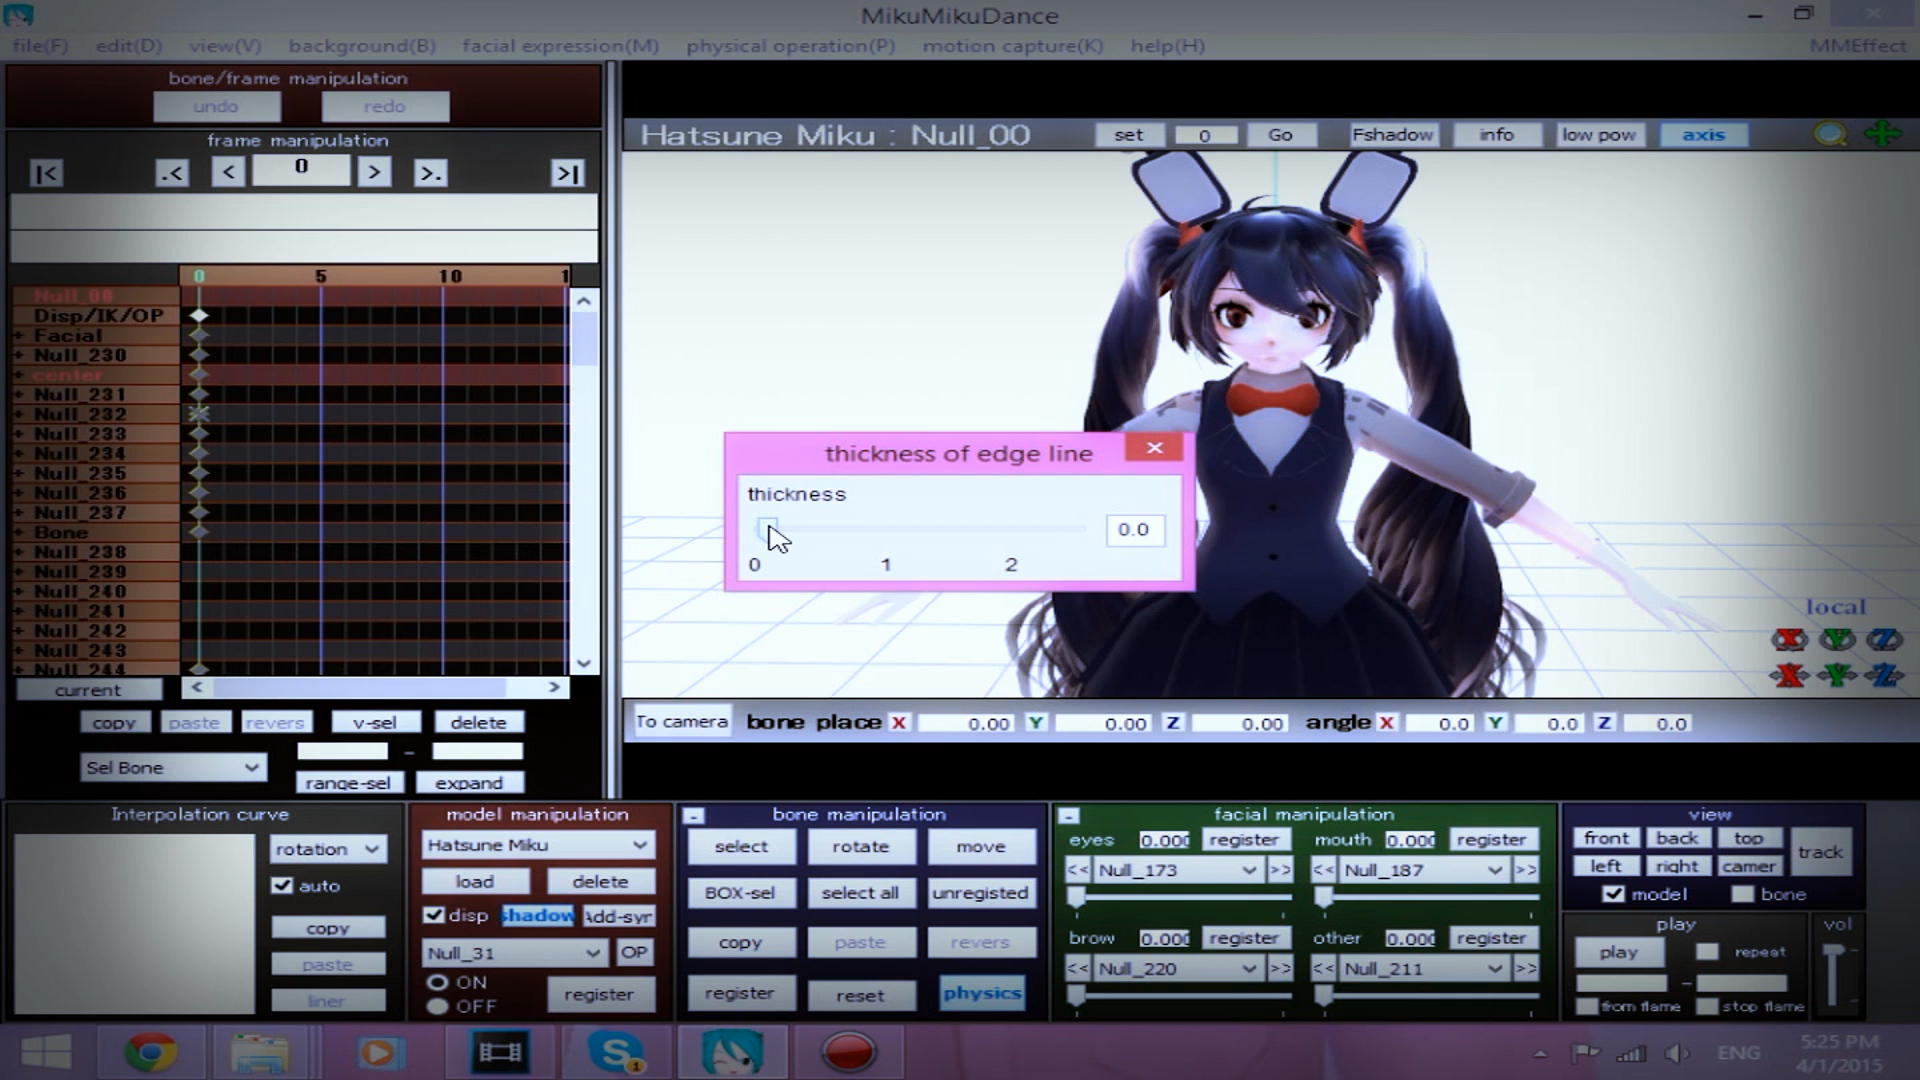 MikuMikuDance
file(F) edit(D) view(V) background(B) facial expression(M) physical operation(P) motion capture(K) help(H) MMEffect
bone/frame manipulation
undo redo
frame manipulation
|< .< < 0 > >. >|
Hatsune Miku : Null_00 set 0 Go Fshadow info low pow axis
0 5 10 1
Null_00
Disp/IK/OP
+ Facial
+ Null_230
+ center
+ Null_231
+ Null_232
+ Null_233
+ Null_234
+ Null_235
+ Null_236
+ Null_237
+ Bone
+ Null_238
+ Null_239
+ Null_240
+ Null_241
+ Null_242
+ Null_243
+ Null_244
thickness of edge line
thickness
0.0
0 1 2
local
X Y Z
X Y Z
current
copy paste revers v-sel delete
Sel Bone -
range-sel expand
To camera bone place X 0.00 Y 0.00 Z 0.00 angle X 0.0 Y 0.0 Z 0.0
Interpolation curve
rotation
auto
copy
paste
liner
model manipulation
Hatsune Miku
load delete
disp shadow Add-syn
Null_31 OP
ON
OFF
register
- bone manipulation
select rotate move
BOX-sel select all unregisted
copy paste revers
register reset physics
- facial manipulation
eyes 0.000 register mouth 0.000 register
<< Null_173 >> << Null_187 >>
brow 0.000 register other 0.000 register
<< Null_220 >> << Null_211 >>
view
front back top
left right camer
track
model bone
play
play repeat
-
from flame stop flame
vol
ENG
5:25 PM
4/1/2015